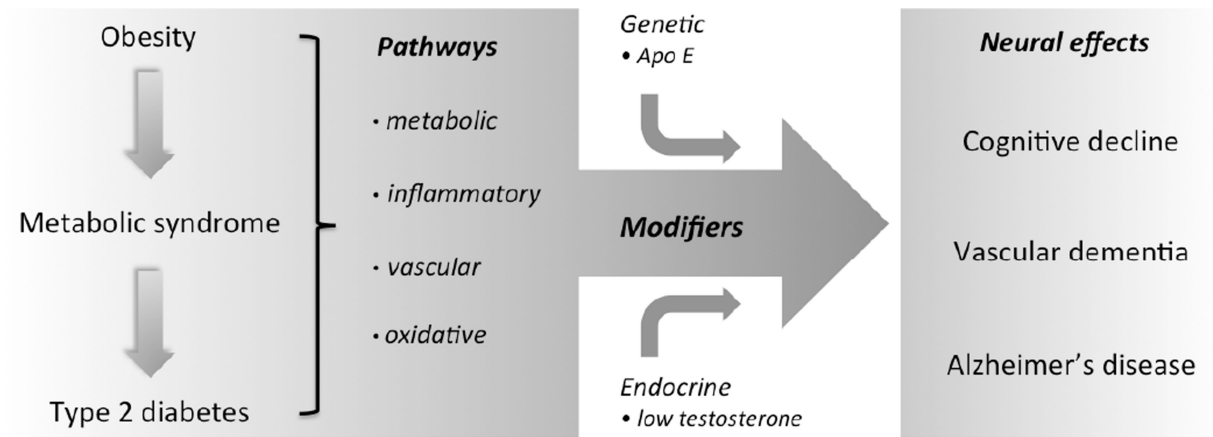 Obesity
Metabolic syndrome
Type 2 diabetes
Pathways
• metabolic
• inflammatory
• vascular
• oxidative
Genetic
• Apo E
Modifiers
Endocrine
• low testosterone
Neural effects
Cognitive decline
Vascular dementia
Alzheimer’s disease